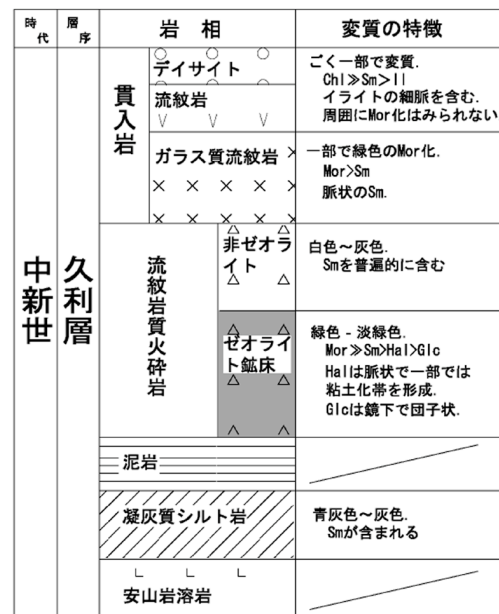 時代
層序
岩 相
変質の特徴
中新世
久利層
貫入岩
デイサイト
ごく一部で変質.
Chl≫Sm>Il
イライトの細脈を含む.
周囲にMor化はみられない
流紋岩
ガラス質流紋岩
一部で緑色のMor化.
Mor>Sm
脈状のSm.
流紋岩質火砕岩
非ゼオラ
イト
白色～灰色.
Smを普遍的に含む
ゼオライ
ト鉱床
緑色 - 淡緑色.
Mor≫Sm>Hal>Glc
Halは脈状で一部では
粘土化帯を形成.
Glcは鏡下で団子状.
泥岩
凝灰質シルト岩
青灰色～灰色.
Smが含まれる
安山岩溶岩